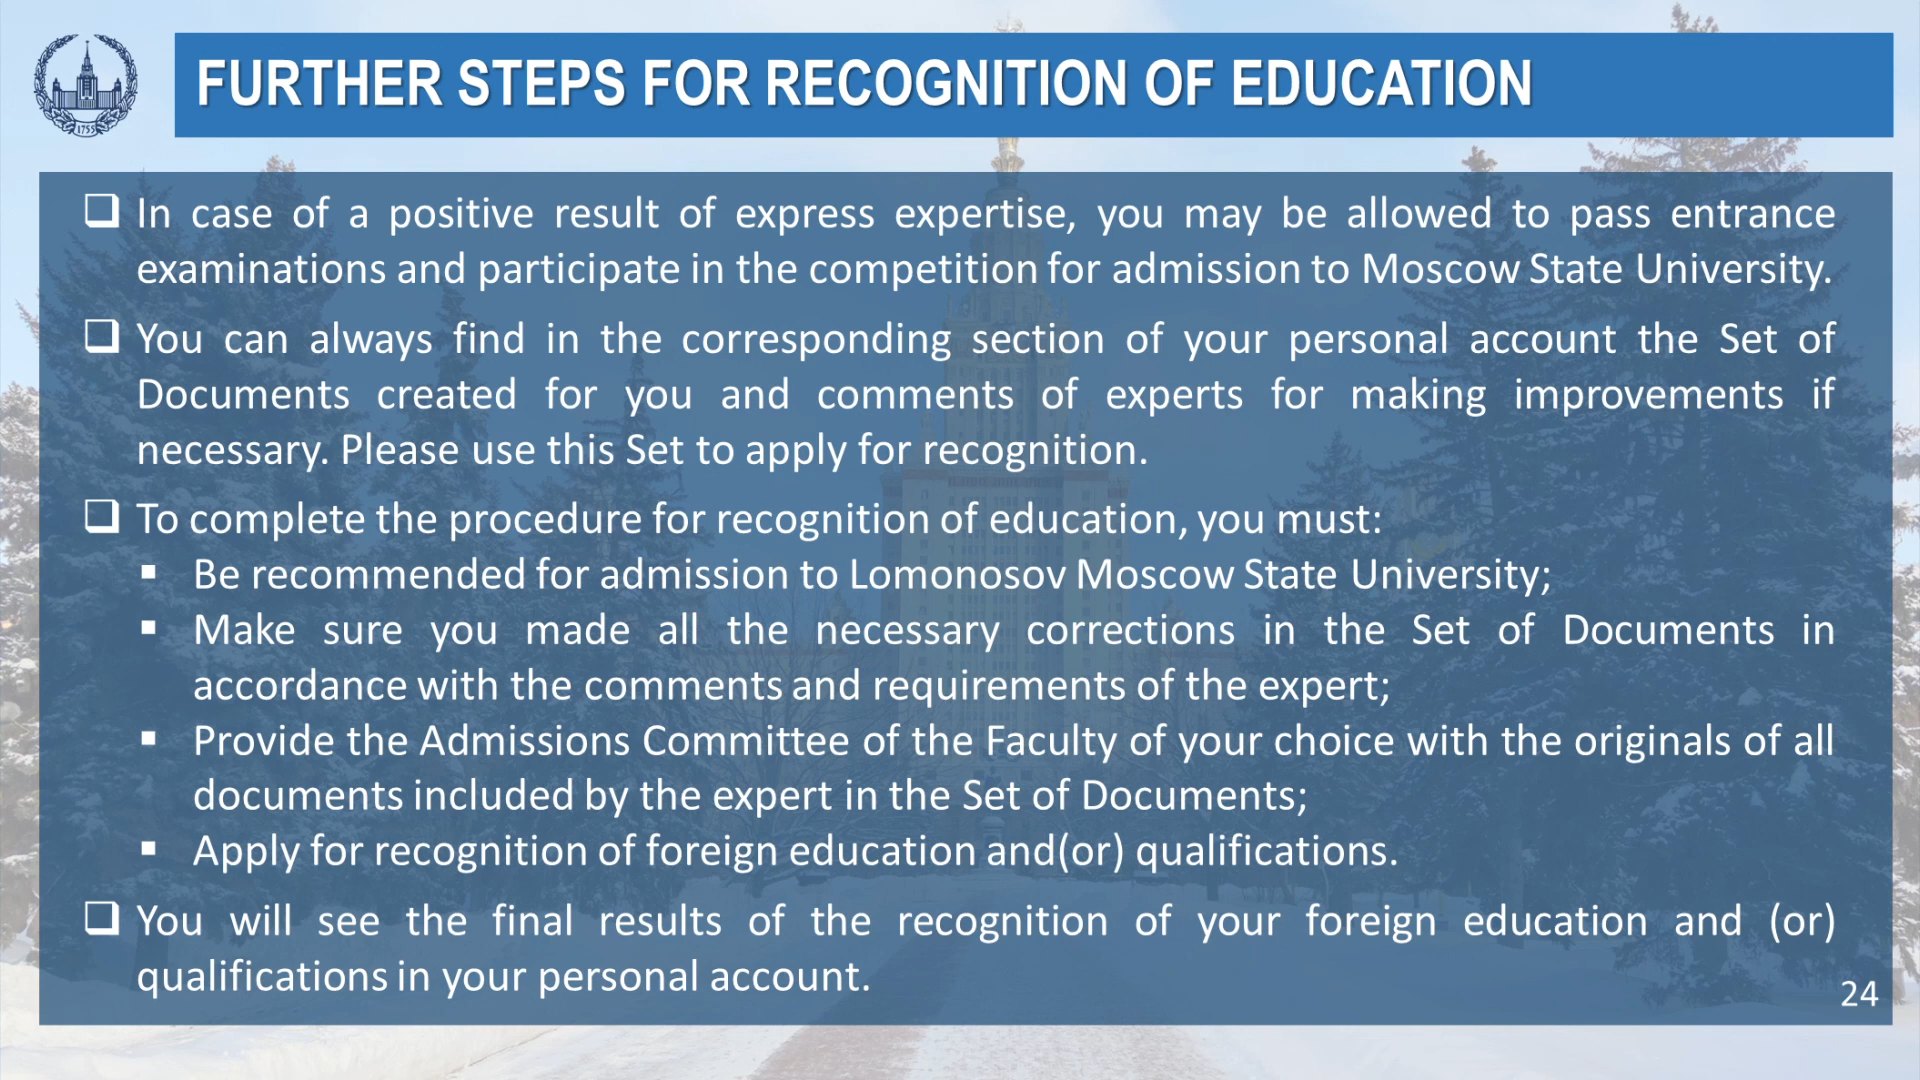 1755
FURTHER STEPS FOR RECOGNITION OF EDUCATION
❑ In case of a positive result of express expertise, you may be allowed to pass entrance
examinations and participate in the competition for admission to Moscow State University.
❑ You can always find in the corresponding section of your personal account the Set of
Documents created for you and comments of experts for making improvements if
necessary. Please use this Set to apply for recognition.
❑ To complete the procedure for recognition of education, you must:
▪ Be recommended for admission to Lomonosov Moscow State University;
▪ Make sure you made all the necessary corrections in the Set of Documents in
accordance with the comments and requirements of the expert;
▪ Provide the Admissions Committee of the Faculty of your choice with the originals of all
documents included by the expert in the Set of Documents;
▪ Apply for recognition of foreign education and(or) qualifications.
❑ You will see the final results of the recognition of your foreign education and (or)
qualifications in your personal account.
24